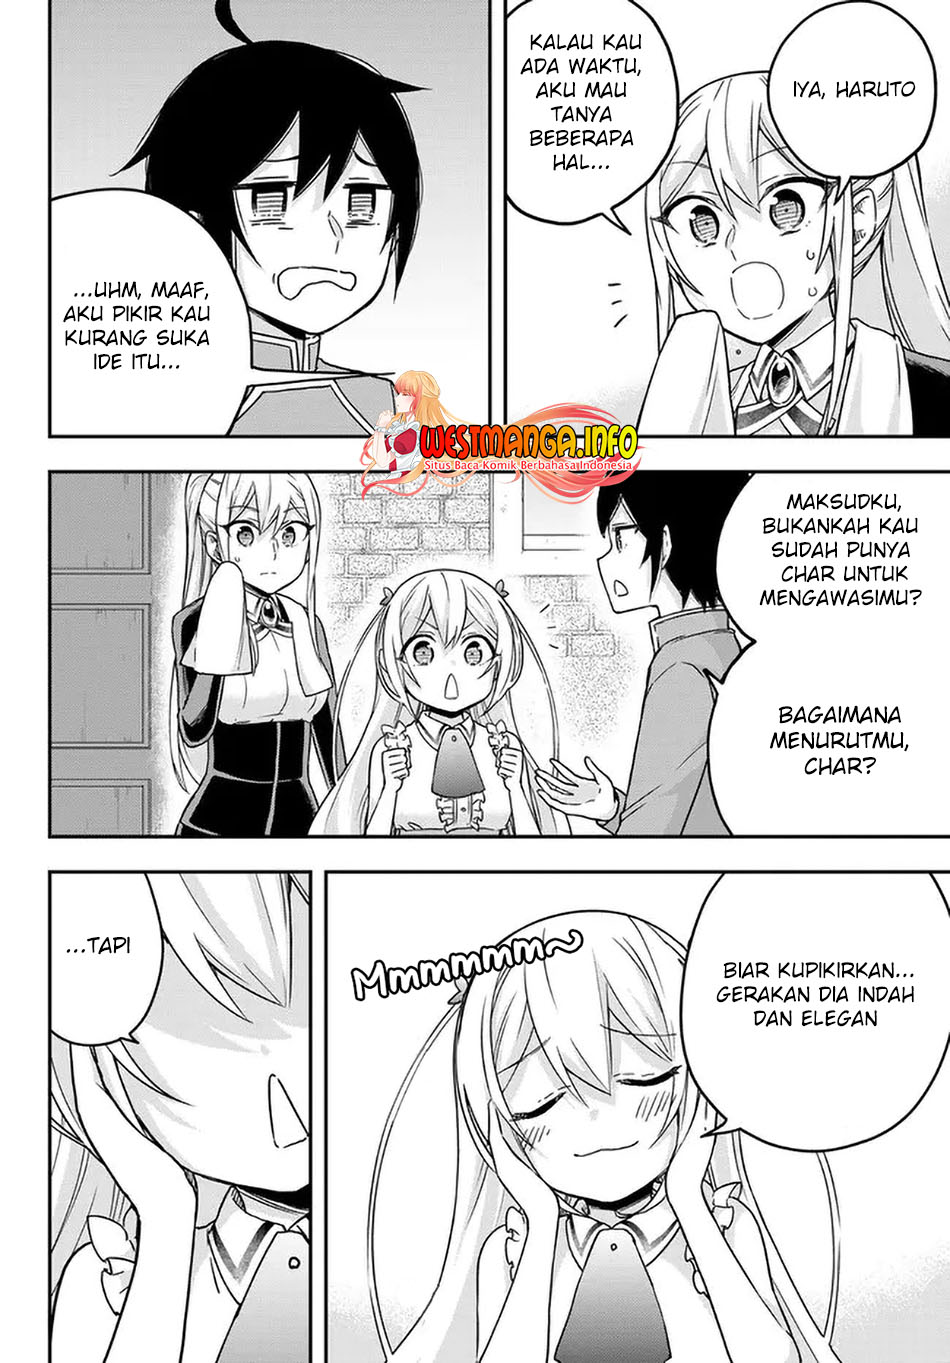 IYA, HARUTO
KALAU KAU
ADA WAKTU,
AKU MAU
TANYA
BEBERAPA
HAL...
...UHM, MAAF,
AKU PIKIR KAU
KURANG SUKA
IDE ITU...
WESTMANGA.INFO
Situs Baca Komik Berbahasa Indonesia
MAKSUDKU,
BUKANKAH KAU
SUDAH PUNYA
CHAR UNTUK
MENGAWASIMU?
BAGAIMANA
MENURUTMU,
CHAR?
BIAR KUPIKIRKAN...
GERAKAN DIA INDAH
DAN ELEGAN
Mmmmmmm~
...TAPI